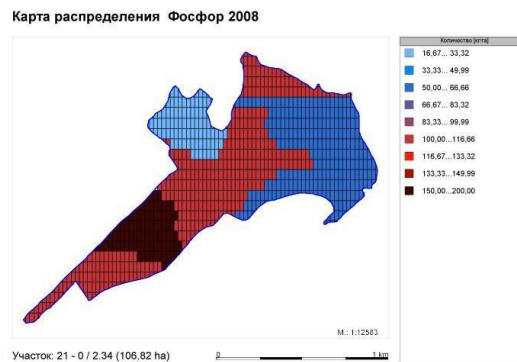 Карта распределения Фосфор 2008
Количество [кг/га]
16,67... 33,32
33,33... 49,99
50,00... 66,66
66,67... 83,32
83,33... 99,99
100,00...116,66
116,67...133,32
133,33...149,99
150,00...200,00
М.: 1:12583
Участок: 21 - 0 / 2.34 (106,82 ha)
0
1 km